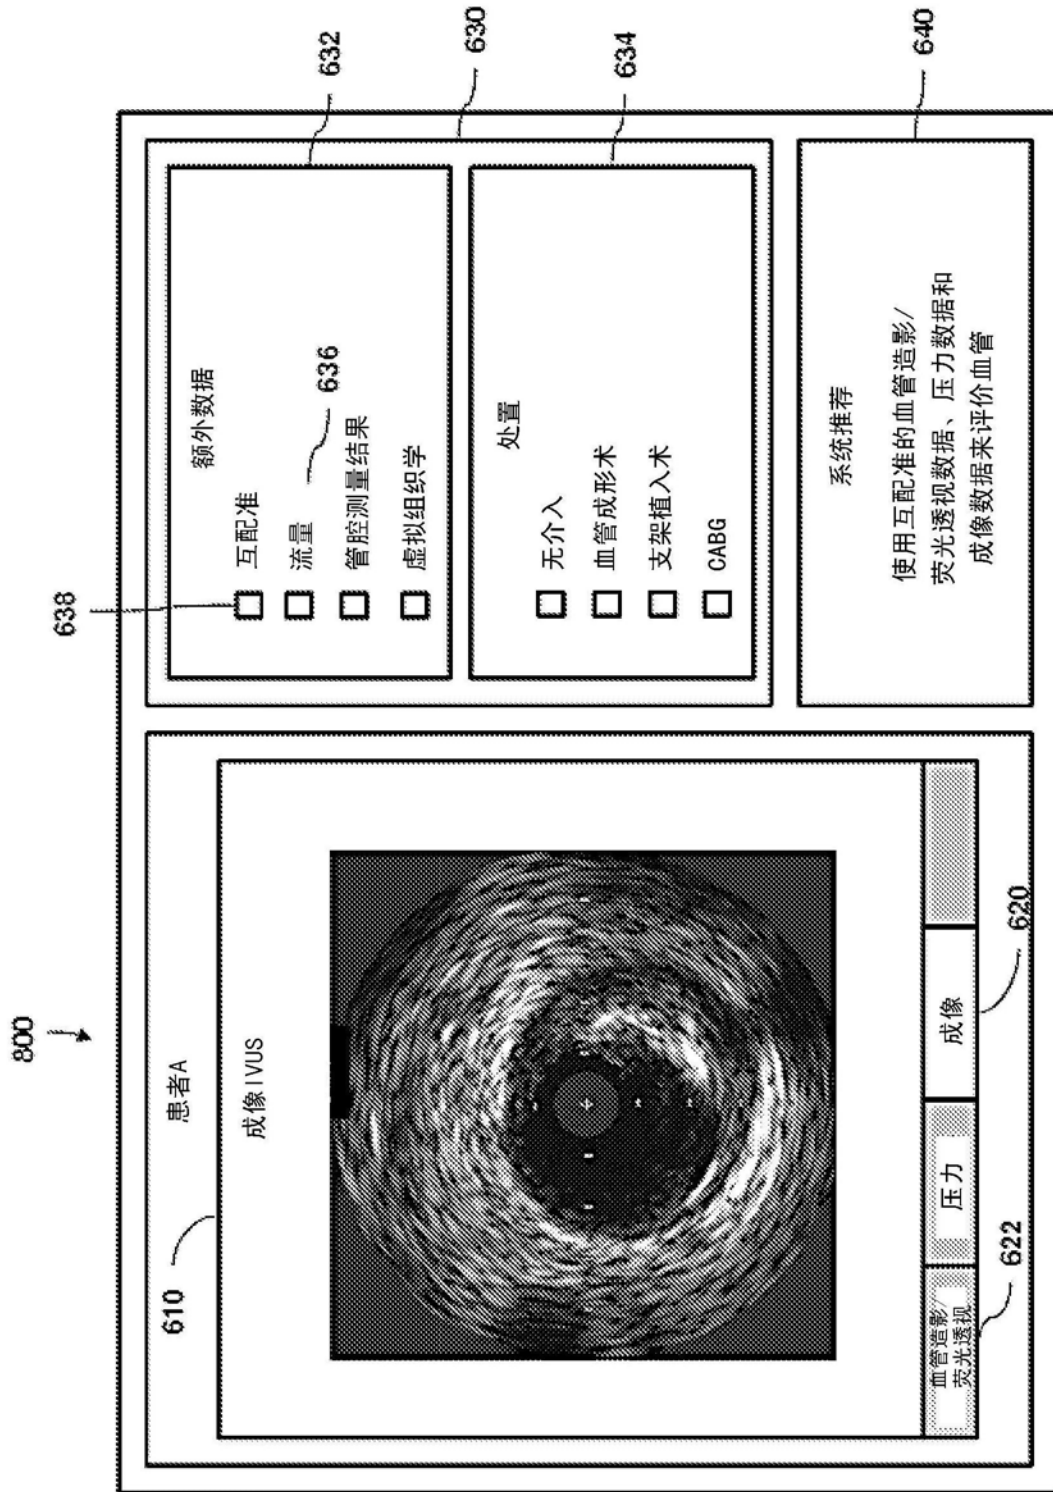 800
患者A
610
成像IVUS
血管造影/
荧光透视
压力
成像
622
620
638
额外数据
互配准
流量
管腔测量结果
虚拟组织学
636
632
630
处置
无介入
血管成形术
支架植入术
CABG
634
系统推荐
使用互配准的血管造影/
荧光透视数据、压力数据和
成像数据来评价血管
640